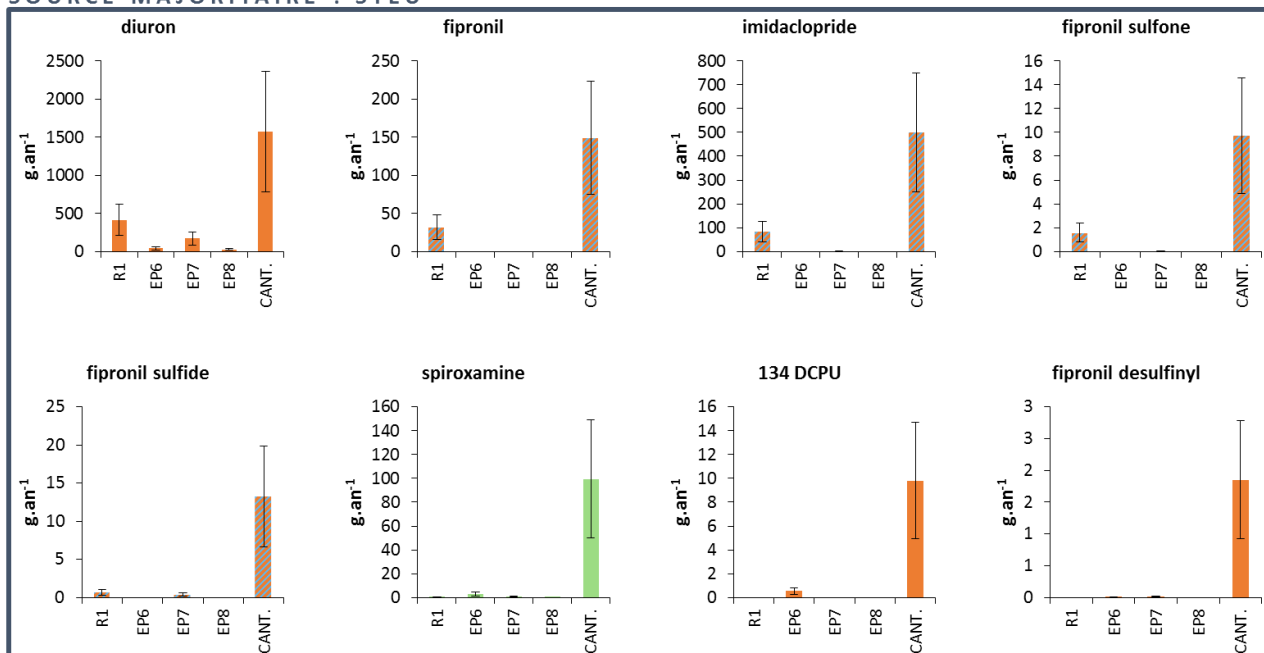 SOURCE MAJORITAIRE : STEU
diuron
2500
2000
1500
1000
500
0
g.an-1
R1
EP6
EP7
EP8
CANT.
fipronil
250
200
150
100
50
0
g.an-1
R1
EP6
EP7
EP8
CANT.
imidaclopride
800
700
600
500
400
300
200
100
0
g.an-1
R1
EP6
EP7
EP8
CANT.
fipronil sulfone
16
14
12
10
8
6
4
2
0
g.an-1
R1
EP6
EP7
EP8
CANT.
fipronil sulfide
25
20
15
10
5
0
g.an-1
R1
EP6
EP7
EP8
CANT.
spiroxamine
160
140
120
100
80
60
40
20
0
g.an-1
R1
EP6
EP7
EP8
CANT.
134 DCPU
16
14
12
10
8
6
4
2
0
g.an-1
R1
EP6
EP7
EP8
CANT.
fipronil desulfinyl
3
3
2
2
1
1
0
g.an-1
R1
EP6
EP7
EP8
CANT.